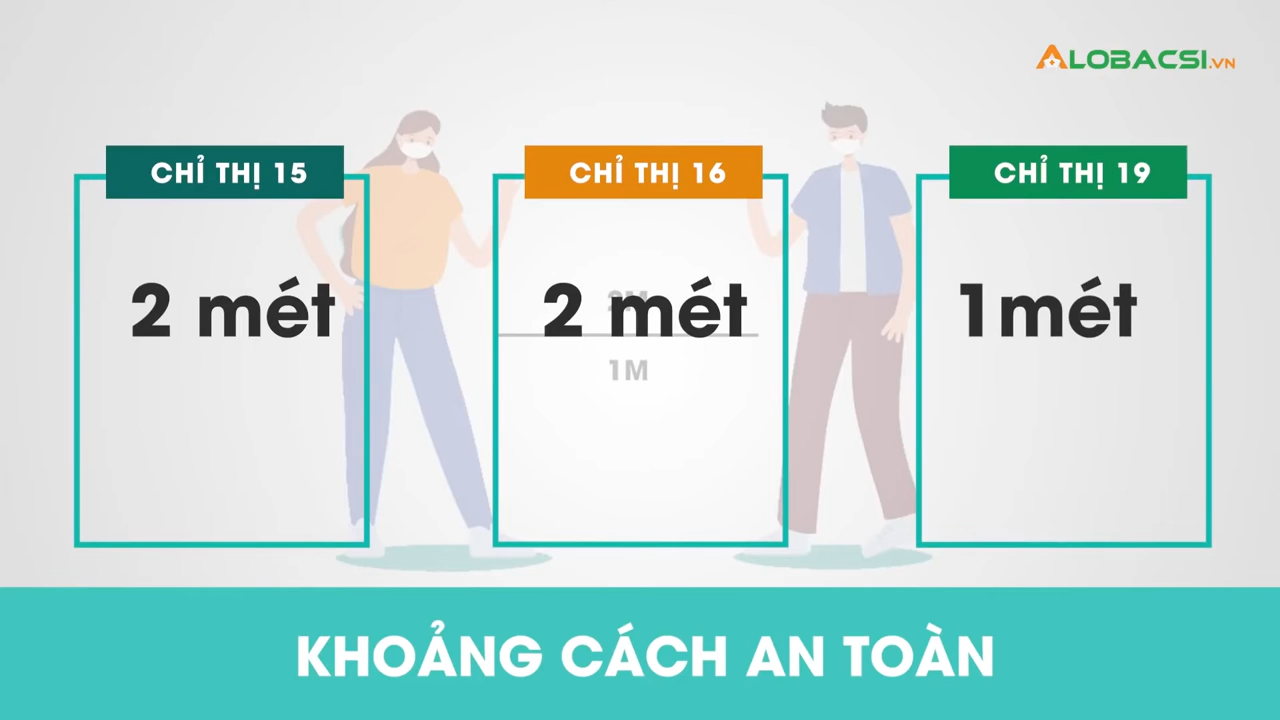 ALOBACSI.VN
CHỈ THỊ 15
2 mét
CHỈ THỊ 16
2 mét
2M
1M
CHỈ THỊ 19
1mét
KHOẢNG CÁCH AN TOÀN